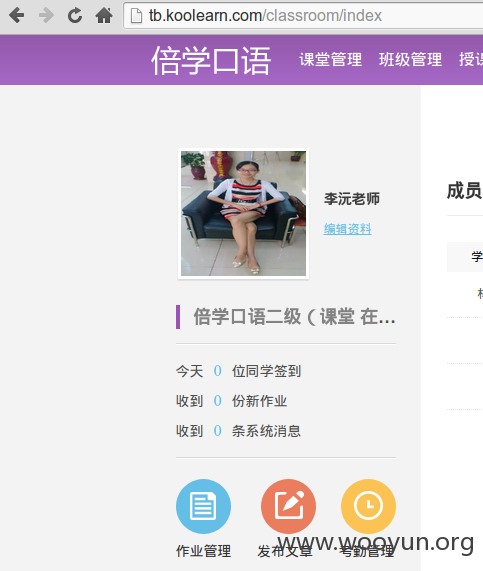 tb.koolearn.com/classroom/index
倍学口语 课堂管理 班级管理 授课
成员
李沅老师
编辑资料
学
倍学口语二级（课堂 在...
今天 0 位同学签到
收到 0 份新作业
收到 0 条系统消息
作业管理 发布文章 考勤管理
www.wooyun.org